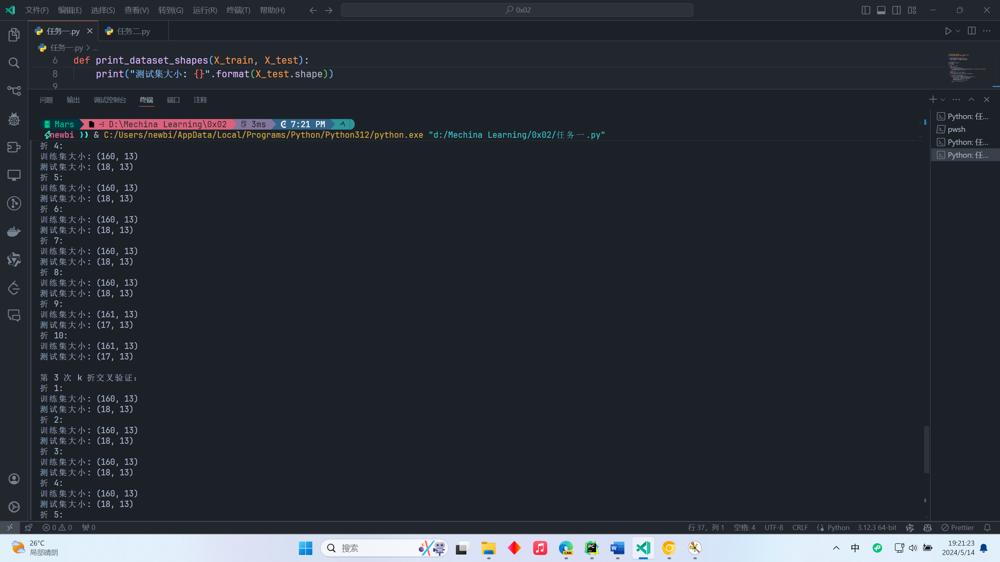 文件(F) 编辑(E) 选择(S) 查看(V) 转到(G) 运行(R) 终端(T) 帮助(H) 0x02
任务一.py 任务二.py
任务一.py > ...
6 def print_dataset_shapes(X_train, X_test):
8 print("测试集大小: {}".format(X_test.shape))
9
问题 输出 调试控制台 终端 端口 注释
Mars → D:\Mechina Learning\0x02 3ms 7:21 PM
newbi ❯❯ & C:/Users/newbi/AppData/Local/Programs/Python/Python312/python.exe "d:/Mechina Learning/0x02/任务一.py"
折 4:
训练集大小: (160, 13)
测试集大小: (18, 13)
折 5:
训练集大小: (160, 13)
测试集大小: (18, 13)
折 6:
训练集大小: (160, 13)
测试集大小: (18, 13)
折 7:
训练集大小: (160, 13)
测试集大小: (18, 13)
折 8:
训练集大小: (160, 13)
测试集大小: (18, 13)
折 9:
训练集大小: (161, 13)
测试集大小: (17, 13)
折 10:
训练集大小: (161, 13)
测试集大小: (17, 13)
第 3 次 k 折交叉验证:
折 1:
训练集大小: (160, 13)
测试集大小: (18, 13)
折 2:
训练集大小: (160, 13)
测试集大小: (18, 13)
折 3:
训练集大小: (160, 13)
测试集大小: (18, 13)
折 4:
训练集大小: (160, 13)
测试集大小: (18, 13)
折 5:
Python: 任...
pwsh
Python: 任...
Python: 任...
0 0 0 行 37，列 1 空格: 4 UTF-8 CRLF Python 3.12.3 64-bit Prettier
26°C
局部晴朗
搜索
CAN
PC
W
中
19:21:23
2024/5/14